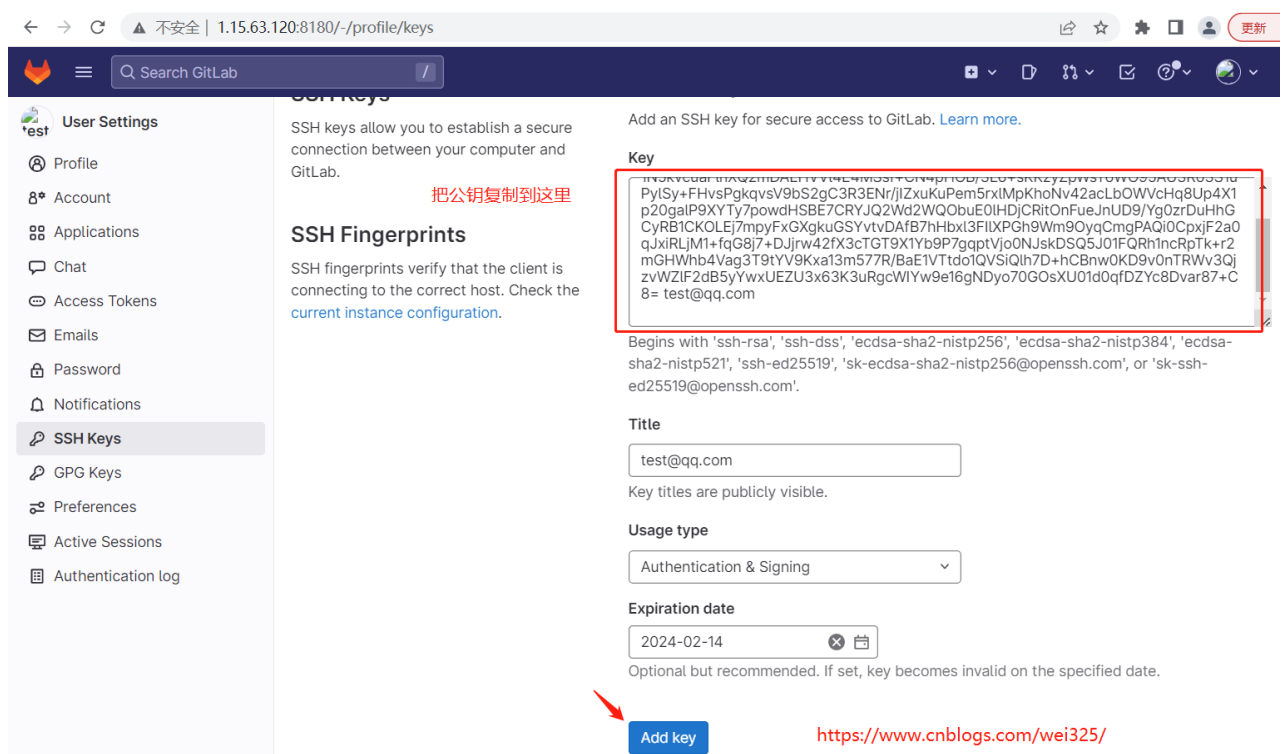 不安全 | 1.15.63.120:8180/-/profile/keys
更新
Search GitLab /
test
User Settings
Profile
Account
Applications
Chat
Access Tokens
Emails
Password
Notifications
SSH Keys
GPG Keys
Preferences
Active Sessions
Authentication log
SSH Keys
SSH keys allow you to establish a secure
connection between your computer and
GitLab.
把公钥复制到这里
SSH Fingerprints
SSH fingerprints verify that the client is
connecting to the correct host. Check the
current instance configuration.
Add an SSH key for secure access to GitLab. Learn more.
Key
PylSy+FHvsPgkqvsV9bS2gC3R3ENr/jIZxuKuPem5rxlMpKhoNv42acLbOWVcHq8Up4X1
p20galP9XYTy7powdHSBE7CRYJQ2Wd2WQObuE0lHDjCRitOnFueJnUD9/Yg0zrDuHhG
CyRB1CKOLEj7mpyFxGXgkuGSYvtvDAfB7hHbxl3FIlXPGh9Wm9OyqCmgPAQi0CpxjF2a0
qJxiRLjM1+fqG8j7+DJjrw42fX3cTGT9X1Yb9P7gqptVjo0NJskDSQ5J01FQRh1ncRpTk+r2
mGHWhb4Vag3T9tYV9Kxa13m577R/BaE1VTtdo1QVSiQlh7D+hCBnw0KD9v0nTRWv3Qj
zvWZlF2dB5yYwxUEZU3x63K3uRgcWIYw9e16gNDyo70GOsXU01d0qfDZYc8Dvar87+C
8= test@qq.com
Begins with 'ssh-rsa', 'ssh-dss', 'ecdsa-sha2-nistp256', 'ecdsa-sha2-nistp384', 'ecdsa-
sha2-nistp521', 'ssh-ed25519', 'sk-ecdsa-sha2-nistp256@openssh.com', or 'sk-ssh-
ed25519@openssh.com'.
Title
test@qq.com
Key titles are publicly visible.
Usage type
Authentication & Signing
Expiration date
2024-02-14
Optional but recommended. If set, key becomes invalid on the specified date.
Add key
https://www.cnblogs.com/wei325/